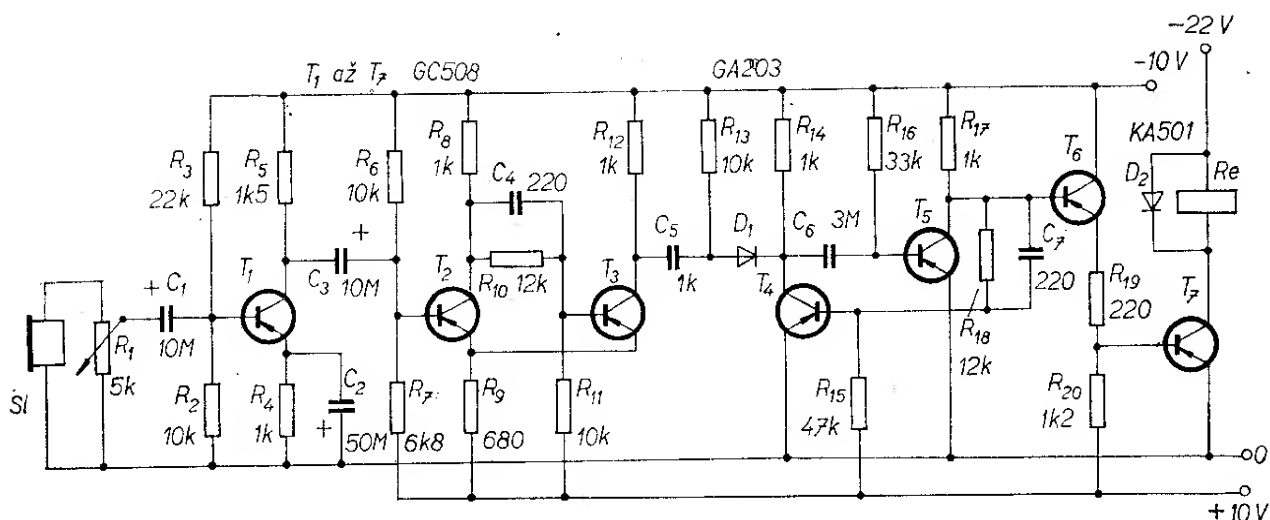 T1 až T7 GC508
GA203
-22 V
-10 V
R3
22k
R5
1k5
R6
10k
R8
1k
C4
220
R12
1k
R13
10k
R14
1k
R16
33k
R17
1k
T6
KA501
D2
Re
+
C1
10M
T1
C3
+
10M
T2
R10
12k
T3
C5
1k
D1
T4
C6
3M
T5
C7
220
R18
12k
R19
220
T7
Sl
R1
5k
R2
10k
R4
1k
C2
+
50M
R7
6k8
R9
680
R11
10k
R15
47k
R20
1k2
0
+10V